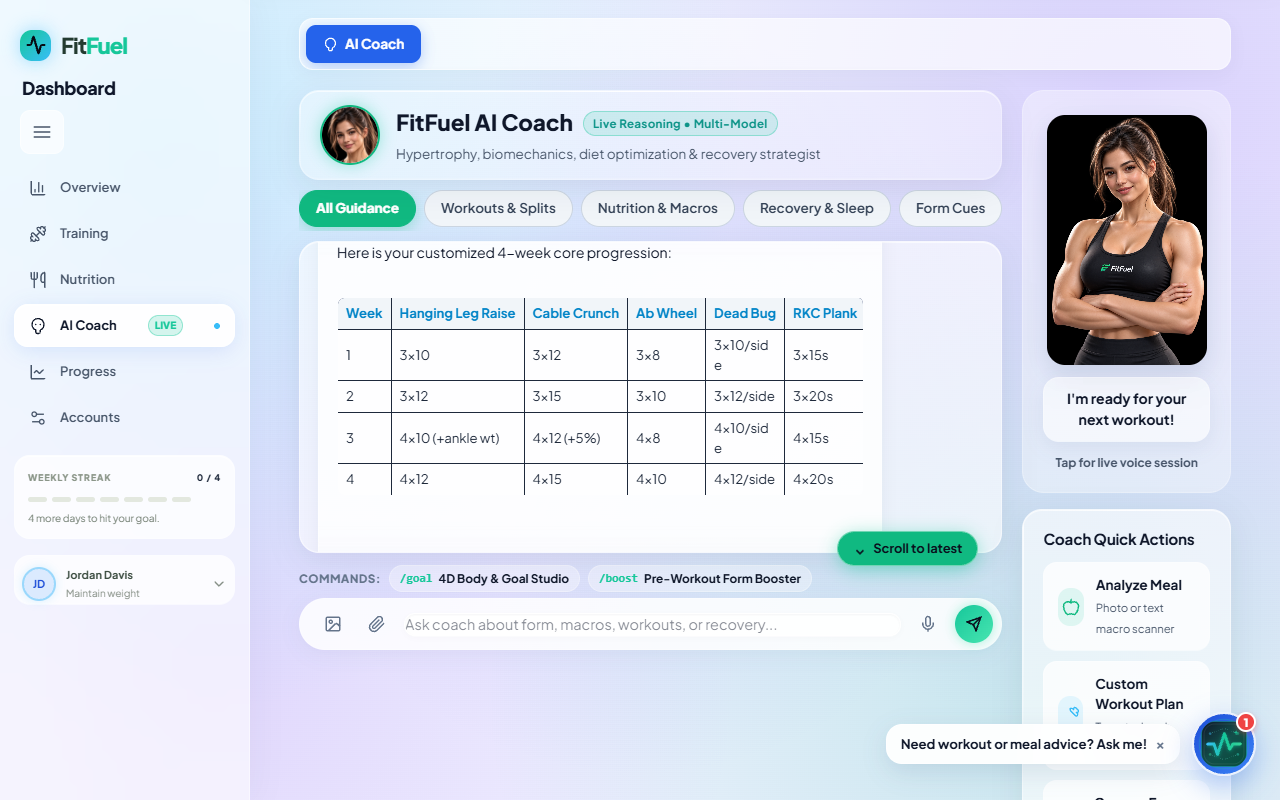 FitFuel
Dashboard
Overview
Training
Nutrition
AI Coach LIVE
Progress
Accounts
WEEKLY STREAK 0 / 4
4 more days to hit your goal.
JD Jordan Davis
Maintain weight
AI Coach
FitFuel AI Coach Live Reasoning • Multi-Model
Hypertrophy, biomechanics, diet optimization & recovery strategist
All Guidance Workouts & Splits Nutrition & Macros Recovery & Sleep Form Cues
Here is your customized 4-week core progression:
Week Hanging Leg Raise Cable Crunch Ab Wheel Dead Bug RKC Plank
1 3×10 3×12 3×8 3×10/sid
e 3×15s
2 3×12 3×15 3×10 3×12/side 3×20s
3 4×10 (+ankle wt) 4×12 (+5%) 4×8 4×10/sid
e 4×15s
4 4×12 4×15 4×10 4×12/side 4×20s
Scroll to latest
COMMANDS: /goal 4D Body & Goal Studio /boost Pre-Workout Form Booster
Ask coach about form, macros, workouts, or recovery...
FitFuel
I'm ready for your
next workout!
Tap for live voice session
Coach Quick Actions
Analyze Meal
Photo or text
macro scanner
Custom
Workout Plan
Need workout or meal advice? Ask me! ×
1